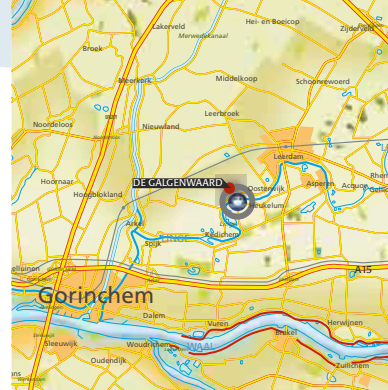 Lakerveld
Hei- en Boeicop
Zijderveld
Merwedekanaal
Broek
Meerkerk
Middelkoop
Schoonrewoerd
Leerbroek
Noordeloos
Nieuwland
Leerdam
Hoornaar
DE GALGENWAARD
Oosterwijk
Asperen
Acquoy
Hoogblokland
Heukelum
Arkel
Kedichem
LINGE
Spijk
A15
Gorinchem
Dalem
Vuren
Herwijnen
Brakel
Sleeuwijk
Woudrichem
WAAL
Oudendijk
Zuilichem